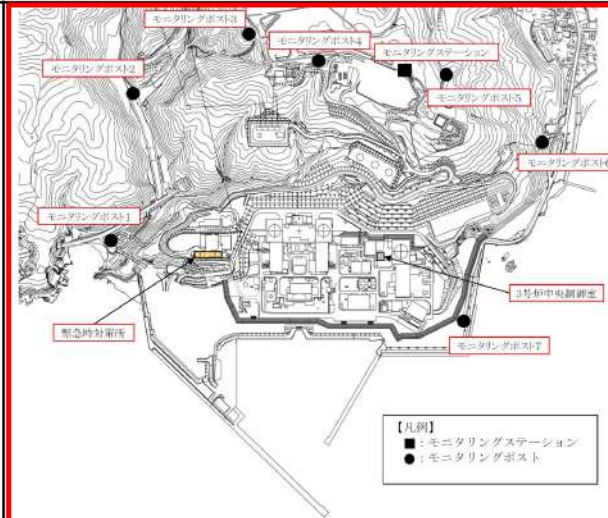 モニタリングポスト3
モニタリングポスト4
モニタリングステーション
モニタリングポスト2
モニタリングポスト5
モニタリングポスト6
モニタリングポスト1
3号炉中央制御室
緊急時対策所
モニタリングポスト7
【凡例】
■:モニタリングステーション
●:モニタリングポスト